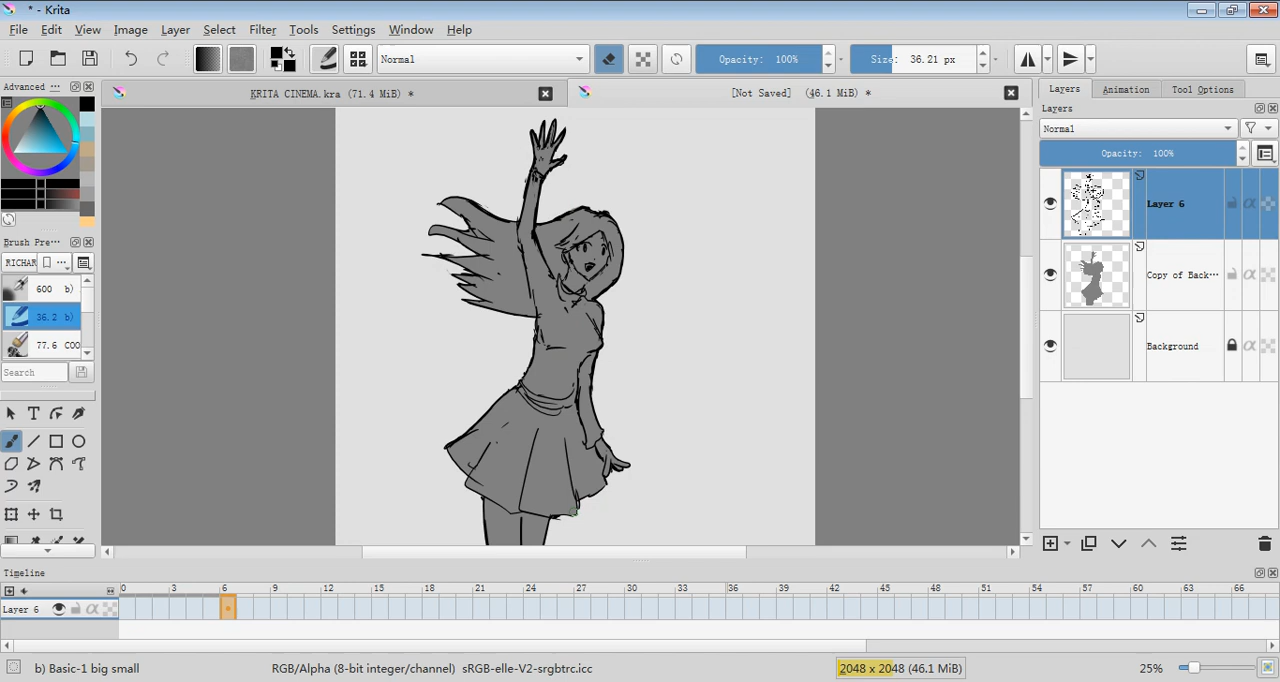 * - Krita
File Edit View Image Layer Select Filter Tools Settings Window Help
Normal Opacity: 100% Size: 36.21 px
Advanced ··· KRITA CINEMA.kra (71.4 MiB) * [Not Saved] (46.1 MiB) * Layers Animation Tool Options
Layers
Normal
Opacity: 100%
Layer 6
Brush Pre···
RICHAR ···
600 b)
Copy of Back···
36.2 b)
77.6 COO
Background
Search
Timeline
0 3 6 9 12 15 18 21 24 27 30 33 36 39 42 45 48 51 54 57 60 63 66
Layer 6
b) Basic-1 big small RGB/Alpha (8-bit integer/channel) sRGB-elle-V2-srgbtrc.icc 2048 x 2048 (46.1 MiB) 25%